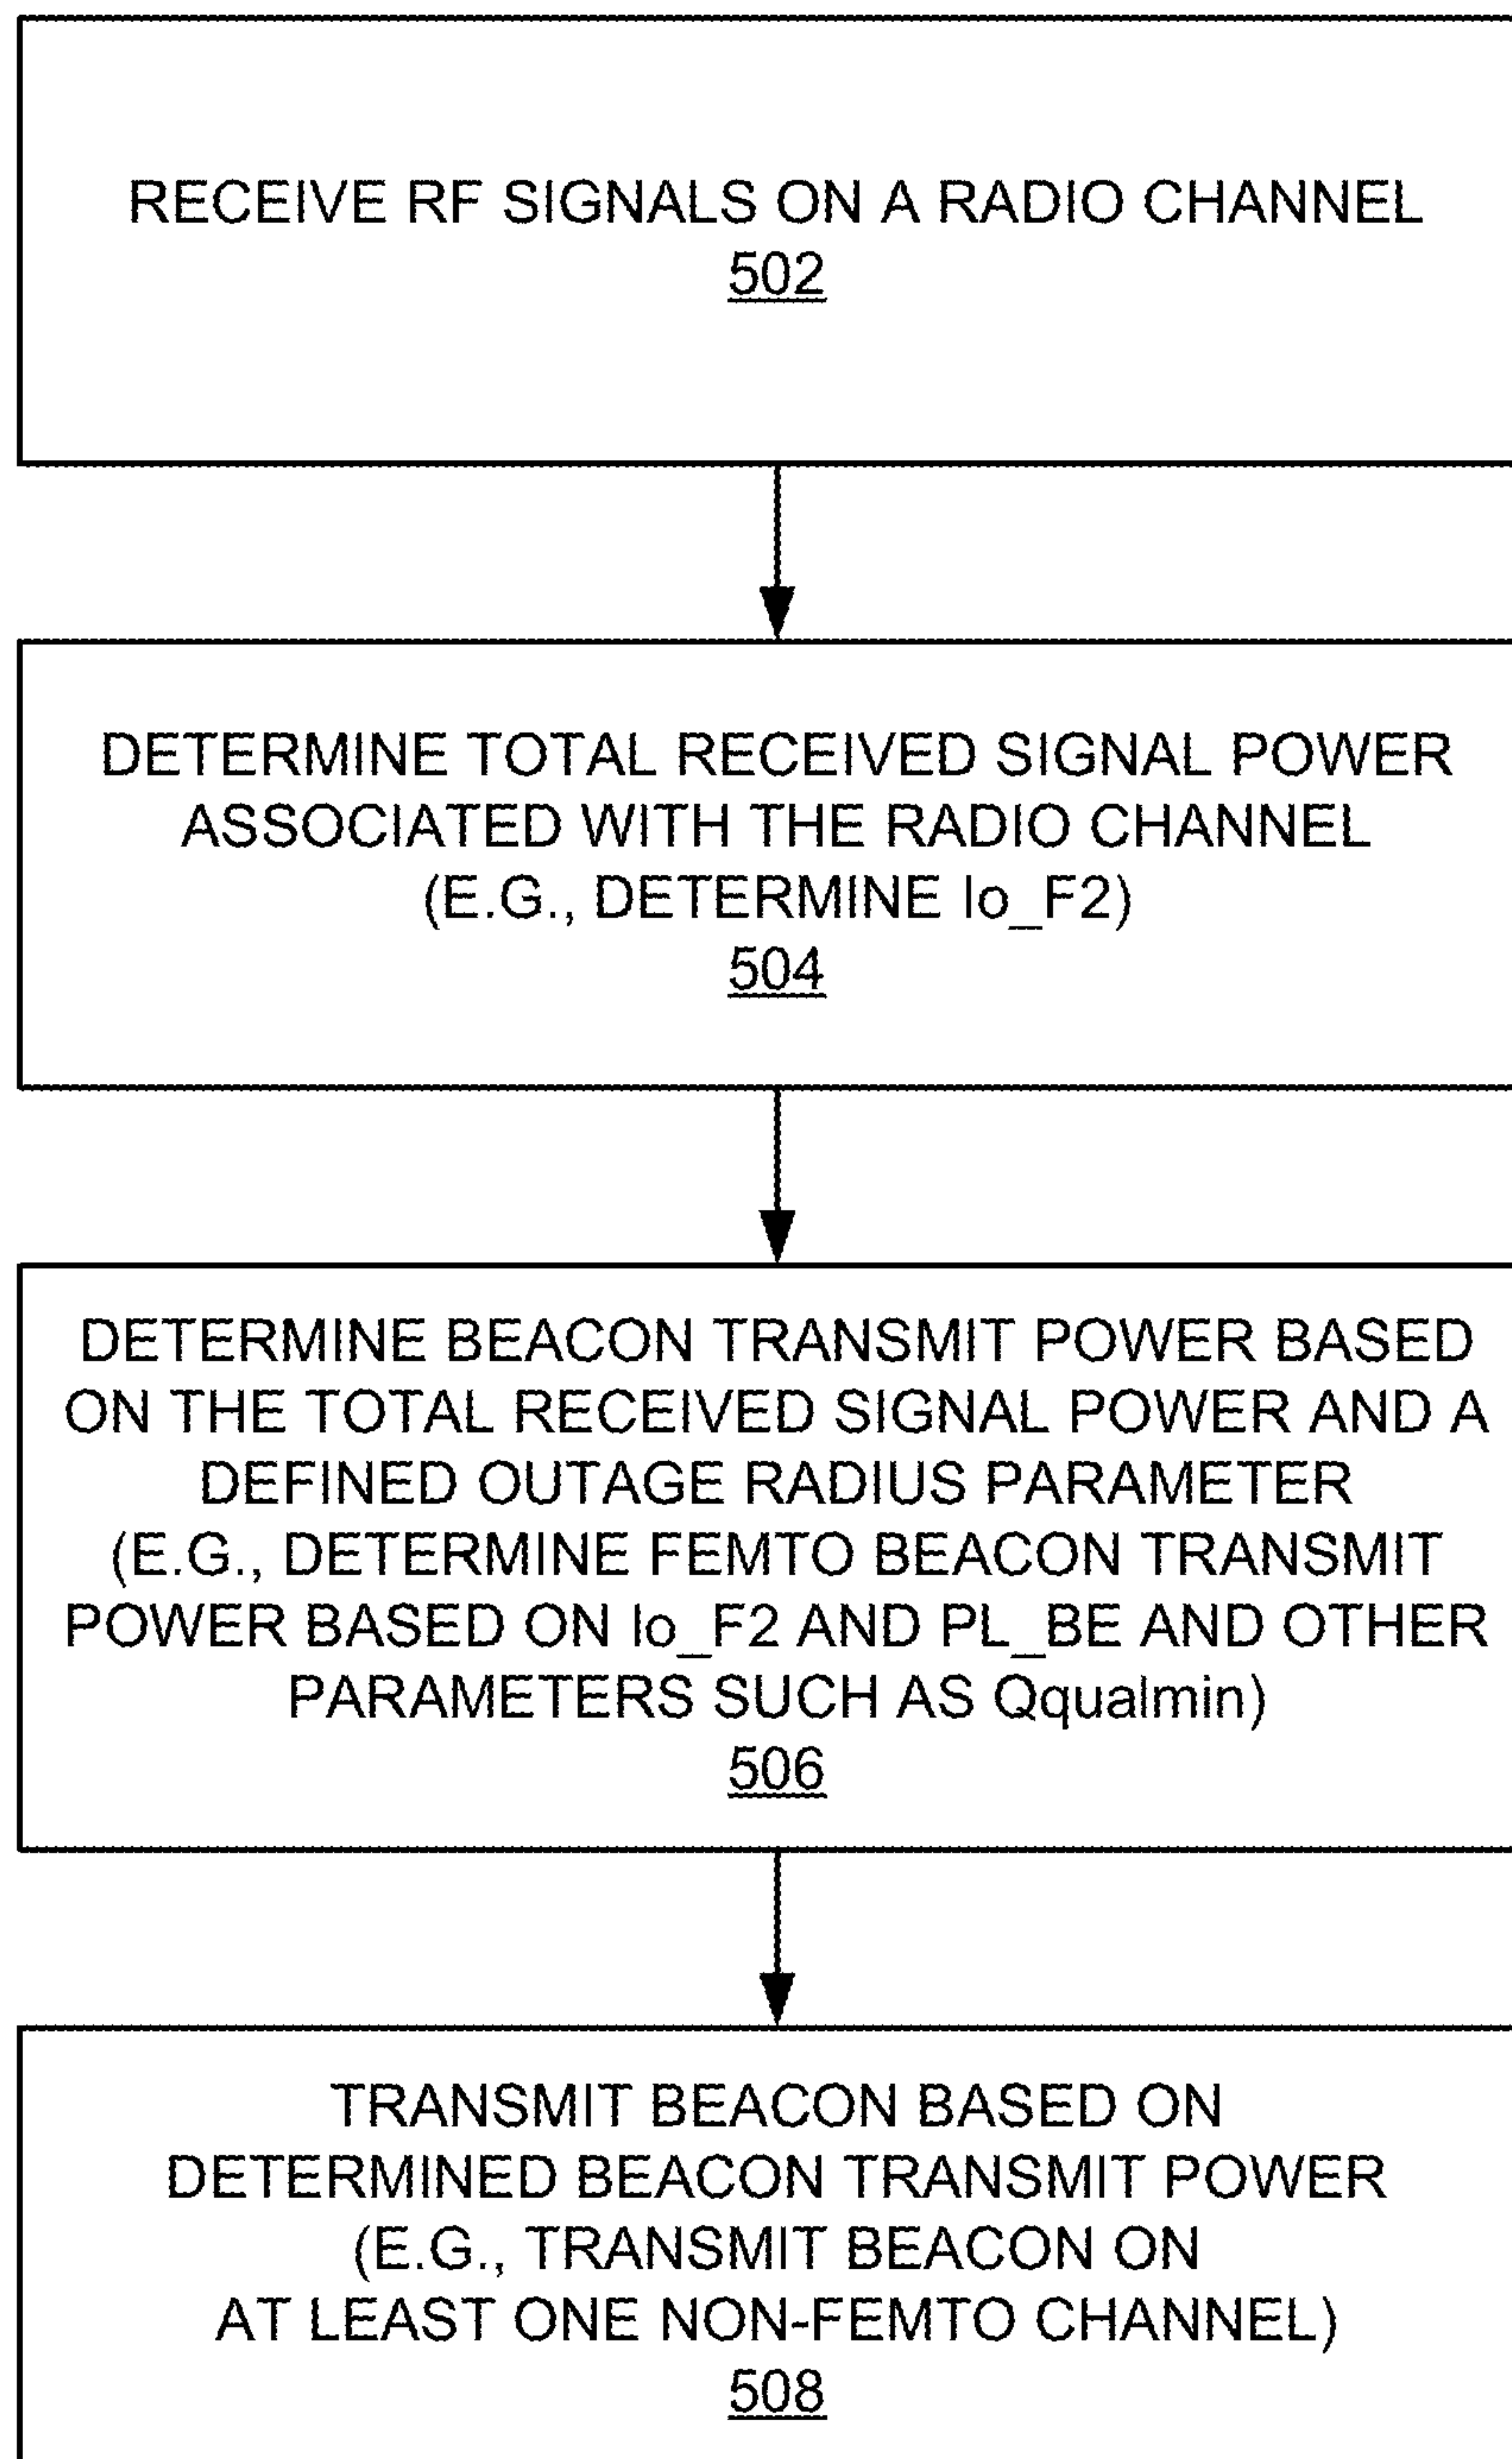 RECEIVE RF SIGNALS ON A RADIO CHANNEL
502
DETERMINE TOTAL RECEIVED SIGNAL POWER
ASSOCIATED WITH THE RADIO CHANNEL
(E.G., DETERMINE Io_F2)
504
DETERMINE BEACON TRANSMIT POWER BASED
ON THE TOTAL RECEIVED SIGNAL POWER AND A
DEFINED OUTAGE RADIUS PARAMETER
(E.G., DETERMINE FEMTO BEACON TRANSMIT
POWER BASED ON Io_F2 AND PL_BE AND OTHER
PARAMETERS SUCH AS Qqualmin)
506
TRANSMIT BEACON BASED ON
DETERMINED BEACON TRANSMIT POWER
(E.G., TRANSMIT BEACON ON
AT LEAST ONE NON-FEMTO CHANNEL)
508